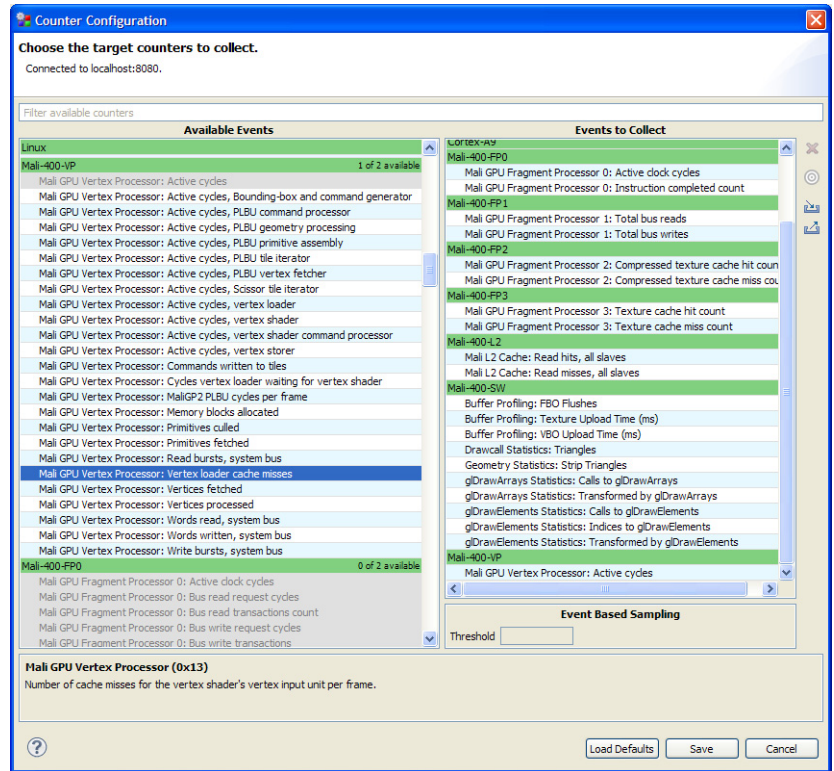 Counter Configuration
Choose the target counters to collect.
Connected to localhost:8080.
Filter available counters
Available Events
Linux
Mali-400-VP 1 of 2 available
Mali GPU Vertex Processor: Active cycles
Mali GPU Vertex Processor: Active cycles, Bounding-box and command generator
Mali GPU Vertex Processor: Active cycles, PLBU command processor
Mali GPU Vertex Processor: Active cycles, PLBU geometry processing
Mali GPU Vertex Processor: Active cycles, PLBU primitive assembly
Mali GPU Vertex Processor: Active cycles, PLBU tile iterator
Mali GPU Vertex Processor: Active cycles, PLBU vertex fetcher
Mali GPU Vertex Processor: Active cycles, Scissor tile iterator
Mali GPU Vertex Processor: Active cycles, vertex loader
Mali GPU Vertex Processor: Active cycles, vertex shader
Mali GPU Vertex Processor: Active cycles, vertex shader command processor
Mali GPU Vertex Processor: Active cycles, vertex storer
Mali GPU Vertex Processor: Commands written to tiles
Mali GPU Vertex Processor: Cycles vertex loader waiting for vertex shader
Mali GPU Vertex Processor: MaliGP2 PLBU cycles per frame
Mali GPU Vertex Processor: Memory blocks allocated
Mali GPU Vertex Processor: Primitives culled
Mali GPU Vertex Processor: Primitives fetched
Mali GPU Vertex Processor: Read bursts, system bus
Mali GPU Vertex Processor: Vertex loader cache misses
Mali GPU Vertex Processor: Vertices fetched
Mali GPU Vertex Processor: Vertices processed
Mali GPU Vertex Processor: Words read, system bus
Mali GPU Vertex Processor: Words written, system bus
Mali GPU Vertex Processor: Write bursts, system bus
Mali-400-FP0 0 of 2 available
Mali GPU Fragment Processor 0: Active clock cycles
Mali GPU Fragment Processor 0: Bus read request cycles
Mali GPU Fragment Processor 0: Bus read transactions count
Mali GPU Fragment Processor 0: Bus write request cycles
Mali GPU Fragment Processor 0: Bus write transactions
Events to Collect
Cortex-A9
Mali-400-FP0
Mali GPU Fragment Processor 0: Active clock cycles
Mali GPU Fragment Processor 0: Instruction completed count
Mali-400-FP1
Mali GPU Fragment Processor 1: Total bus reads
Mali GPU Fragment Processor 1: Total bus writes
Mali-400-FP2
Mali GPU Fragment Processor 2: Compressed texture cache hit coun
Mali GPU Fragment Processor 2: Compressed texture cache miss cou
Mali-400-FP3
Mali GPU Fragment Processor 3: Texture cache hit count
Mali GPU Fragment Processor 3: Texture cache miss count
Mali-400-L2
Mali L2 Cache: Read hits, all slaves
Mali L2 Cache: Read misses, all slaves
Mali-400-SW
Buffer Profiling: FBO Flushes
Buffer Profiling: Texture Upload Time (ms)
Buffer Profiling: VBO Upload Time (ms)
Drawcall Statistics: Triangles
Geometry Statistics: Strip Triangles
glDrawArrays Statistics: Calls to glDrawArrays
glDrawArrays Statistics: Transformed by glDrawArrays
glDrawElements Statistics: Calls to glDrawElements
glDrawElements Statistics: Indices to glDrawElements
glDrawElements Statistics: Transformed by glDrawElements
Mali-400-VP
Mali GPU Vertex Processor: Active cycles
Event Based Sampling
Threshold
Mali GPU Vertex Processor (0x13)
Number of cache misses for the vertex shader's vertex input unit per frame.
?
Load Defaults Save Cancel